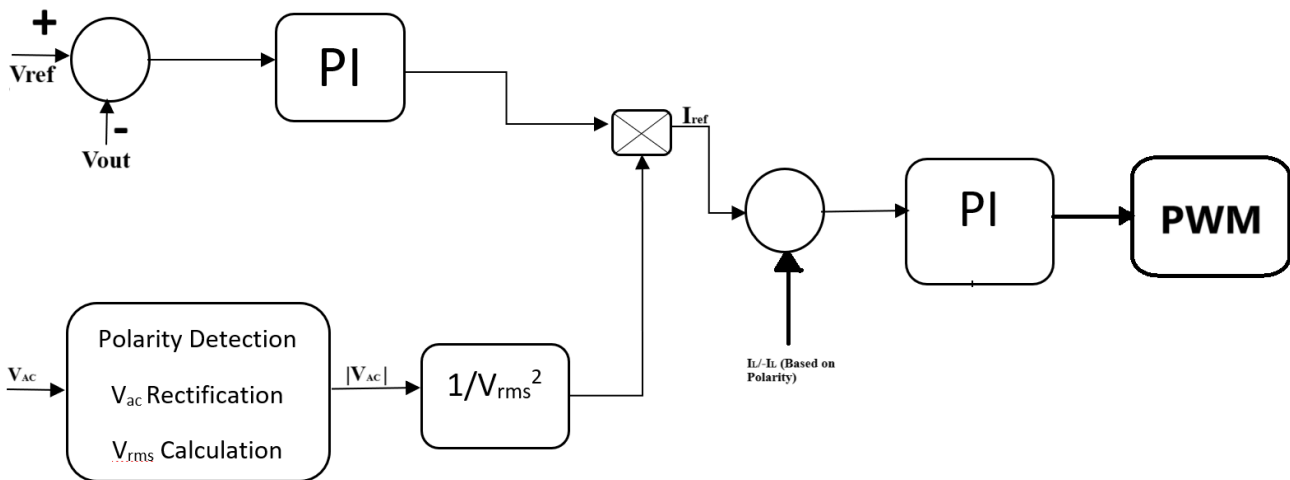 +
Vref
-
Vout
PI
Iref
PI
PWM
VAC
Polarity Detection
Vac Rectification
Vrms Calculation
|VAC|
1/Vrms²
IL/-IL (Based on
Polarity)